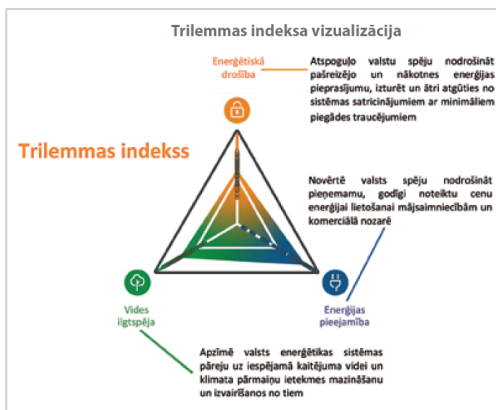 Trilemmas indeksa vizualizācija
Enerģētiskā
drošība
Atspoguļo valstu spēju nodrošināt
pašreizējo un nākotnes enerģijas
pieprasījumu, izturēt un ātri atgūties no
sistēmas satricinājumiem ar minimāliem
piegādes traucējumiem
Trilemmas indekss
Novērtē valsts spēju nodrošināt
pieņemamu, godīgi noteiktu cenu
enerģijai lietošanai mājsaimniecībām un
komerciālā nozarē
Vides
ilgtspēja
Enerģijas
pieejamība
Apzīmē valsts enerģētikas sistēmas
pāreju uz iespējamā kaitējuma videi un
klimata pārmaiņu ietekmes mazināšanu
un izvairīšanos no tiem